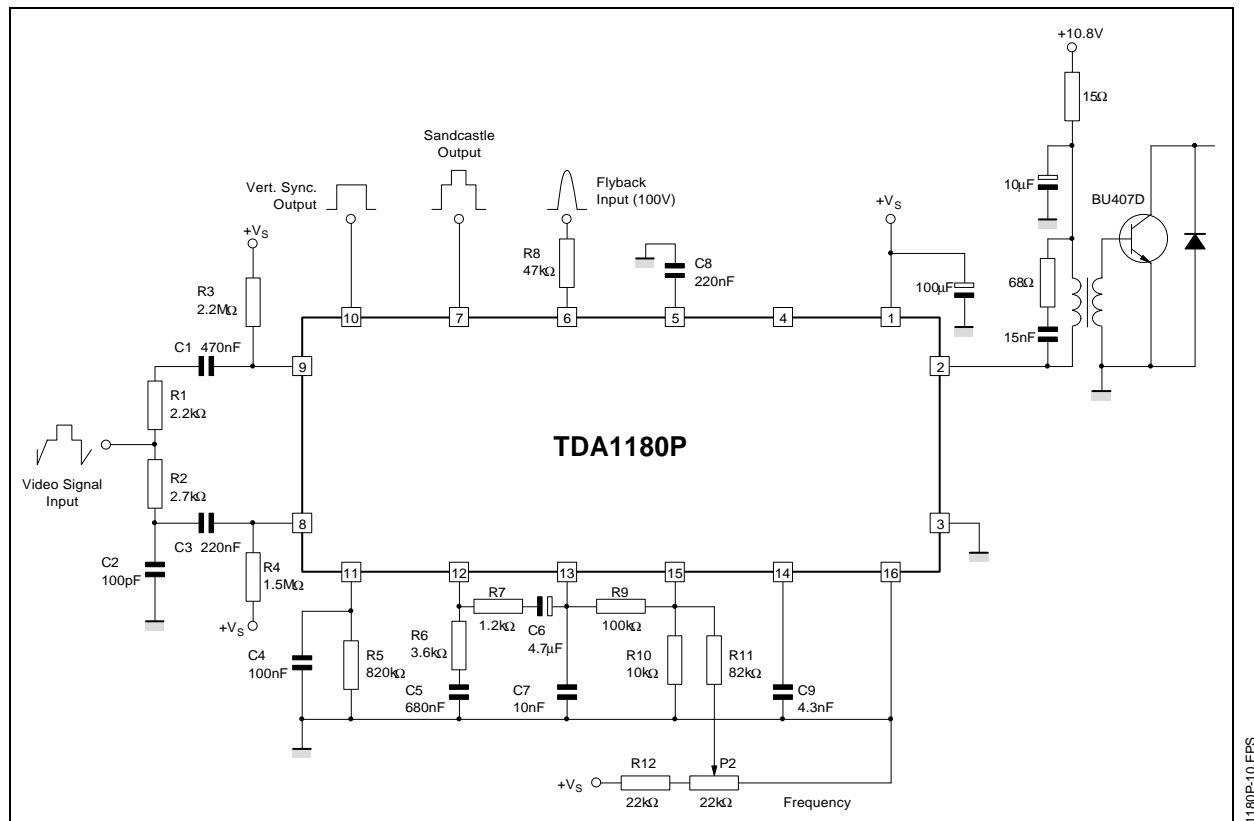 +10.8V
15Ω
Sandcastle
Output
Vert. Sync.
Output
Flyback
Input (100V)
10µF
BU407D
+VS
+VS
R8
47kΩ
C8
220nF
R3
2.2MΩ
100µF
68Ω
15nF
10
7
6
5
4
1
C1 470nF
9
2
R1
2.2kΩ
TDA1180P
Video Signal
Input
R2
2.7kΩ
8
3
C3 220nF
C2
100pF
R4
1.5MΩ
11
12
13
15
14
16
R7
1.2kΩ
R9
100kΩ
+VS
C6
4.7µF
C4
100nF
R5
820kΩ
R6
3.6kΩ
R10
10kΩ
R11
82kΩ
C5
680nF
C7
10nF
C9
4.3nF
R12
P2
+VS
22kΩ
22kΩ
Frequency
1180P-10.EPS